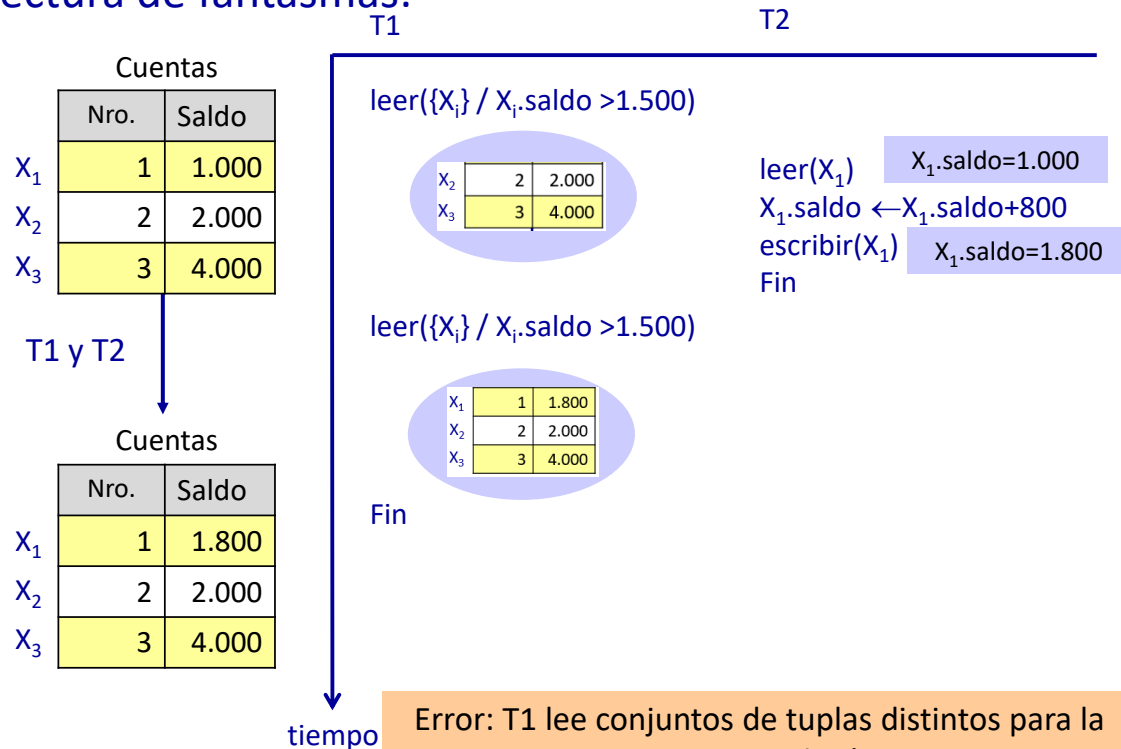 ectura de fantasmas:
T1
T2
Cuentas
Nro. Saldo
X1 1 1.000
X2 2 2.000
X3 3 4.000
T1 y T2
Cuentas
Nro. Saldo
X1 1 1.800
X2 2 2.000
X3 3 4.000
leer({Xi} / Xi.saldo >1.500)
X2 2 2.000
X3 3 4.000
leer(X1) X1.saldo=1.000
X1.saldo ←X1.saldo+800
escribir(X1) X1.saldo=1.800
Fin
leer({Xi} / Xi.saldo >1.500)
X1 1 1.800
X2 2 2.000
X3 3 4.000
Fin
tiempo
Error: T1 lee conjuntos de tuplas distintos para la